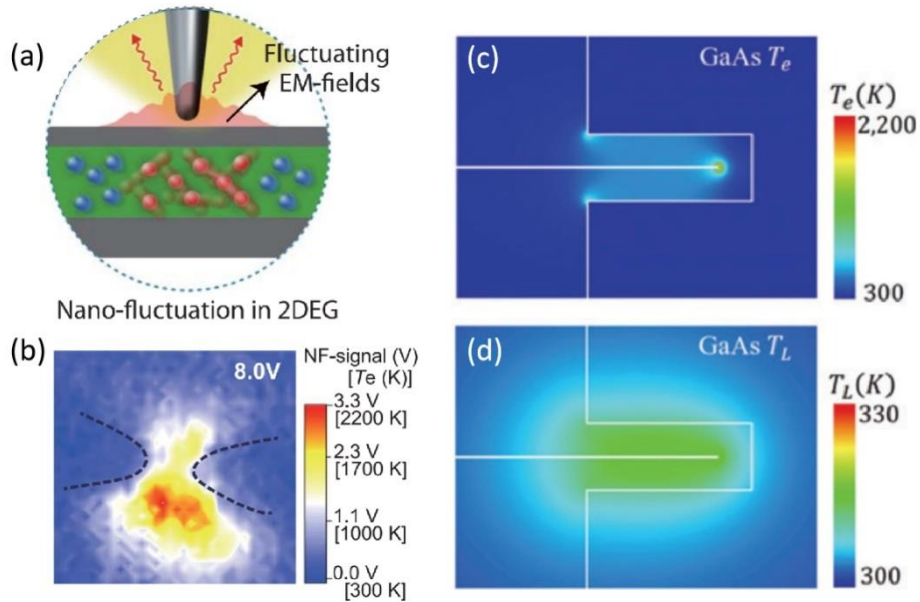 (a)
Fluctuating
EM-fields
Nano-fluctuation in 2DEG
(b)
8.0V
NF-signal (V)
[Te (K)]
3.3 V
[2200 K]
2.3 V
[1700 K]
1.1 V
[1000 K]
0.0 V
[300 K]
(c)
GaAs Te
Te(K)
2,200
300
(d)
GaAs TL
TL(K)
330
300